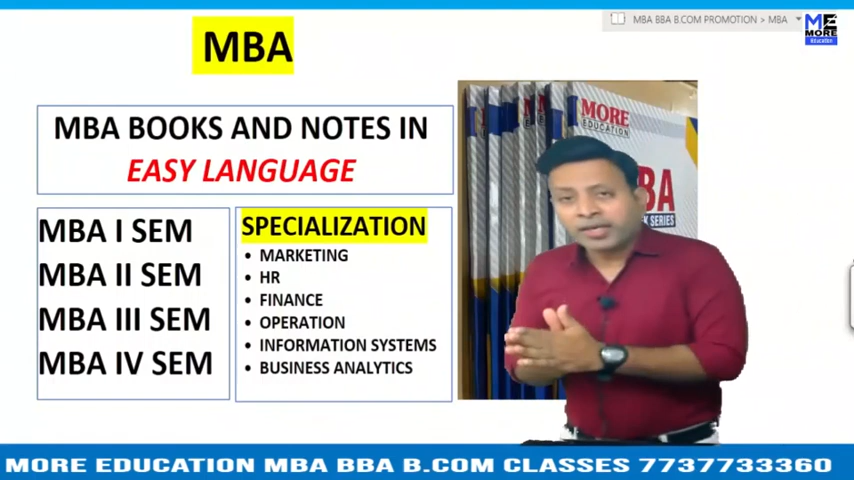 MBA
MBA BBA B.COM PROMOTION > MBA
ME
MORE
Education
MBA BOOKS AND NOTES IN
EASY LANGUAGE
MBA I SEM
MBA II SEM
MBA III SEM
MBA IV SEM
SPECIALIZATION
• MARKETING
• HR
• FINANCE
• OPERATION
• INFORMATION SYSTEMS
• BUSINESS ANALYTICS
MORE
EDUCATION
MORE EDUCATION MBA BBA B.COM CLASSES 7737733360